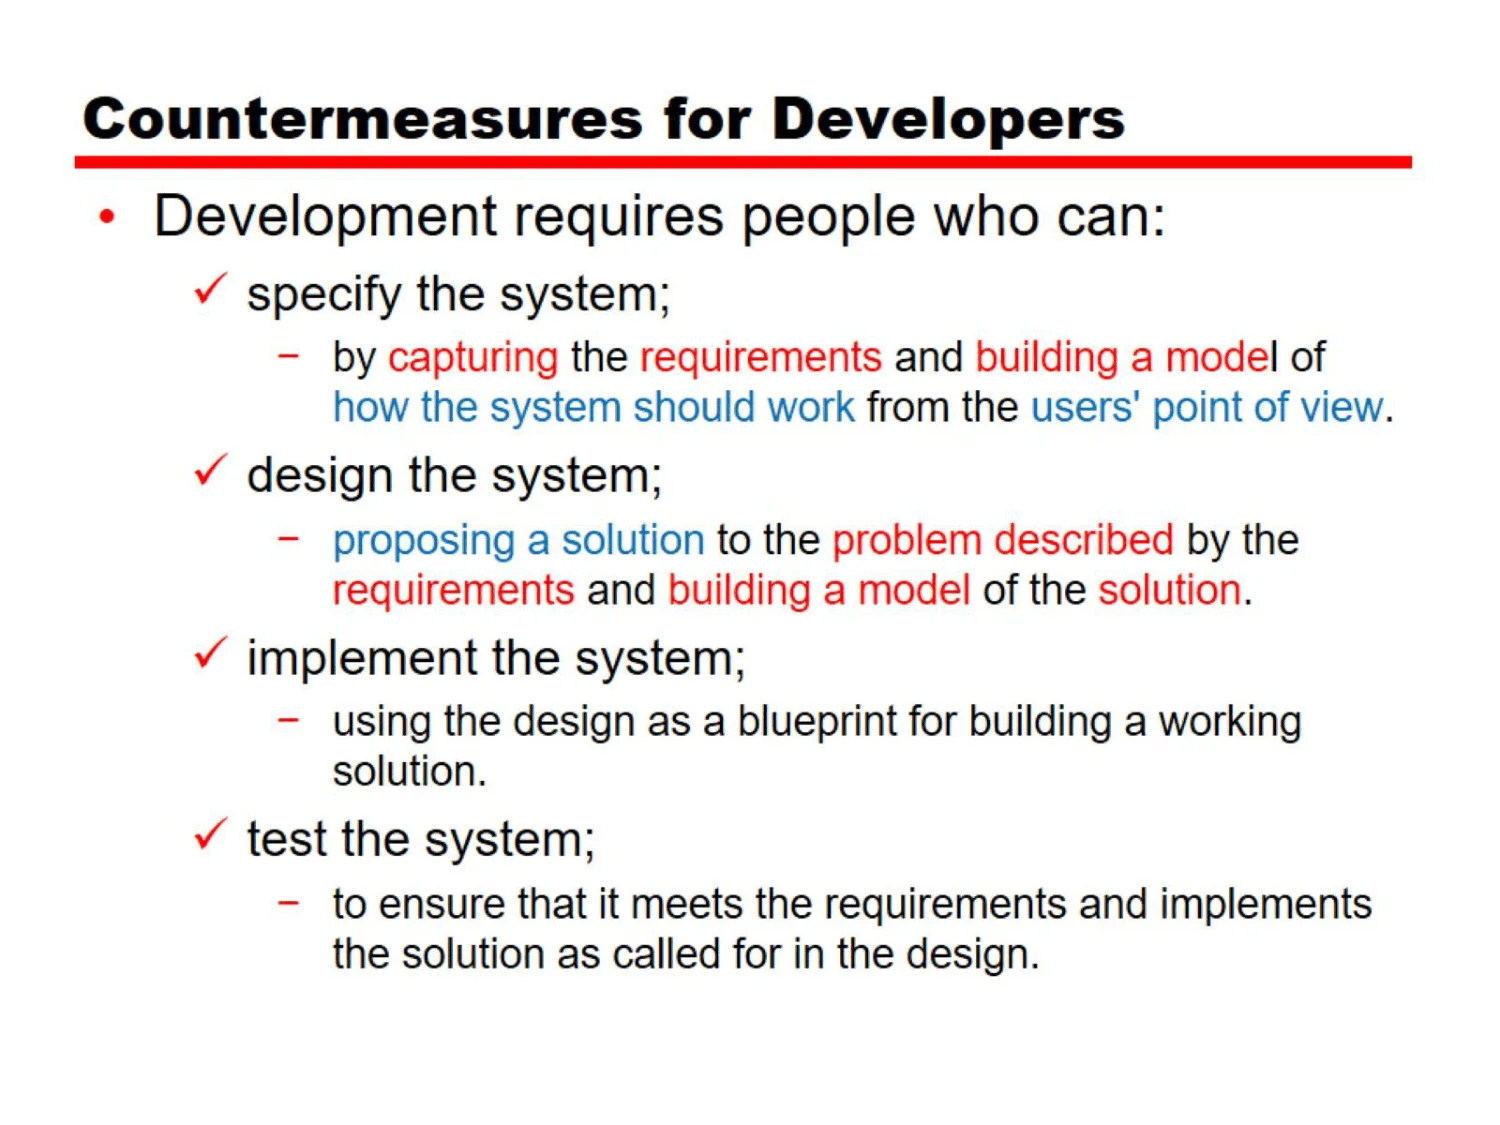 Countermeasures for Developers
• Development requires people who can:
✓ specify the system;
– by capturing the requirements and building a model of
how the system should work from the users' point of view.
✓ design the system;
– proposing a solution to the problem described by the
requirements and building a model of the solution.
✓ implement the system;
– using the design as a blueprint for building a working
solution.
✓ test the system;
– to ensure that it meets the requirements and implements
the solution as called for in the design.